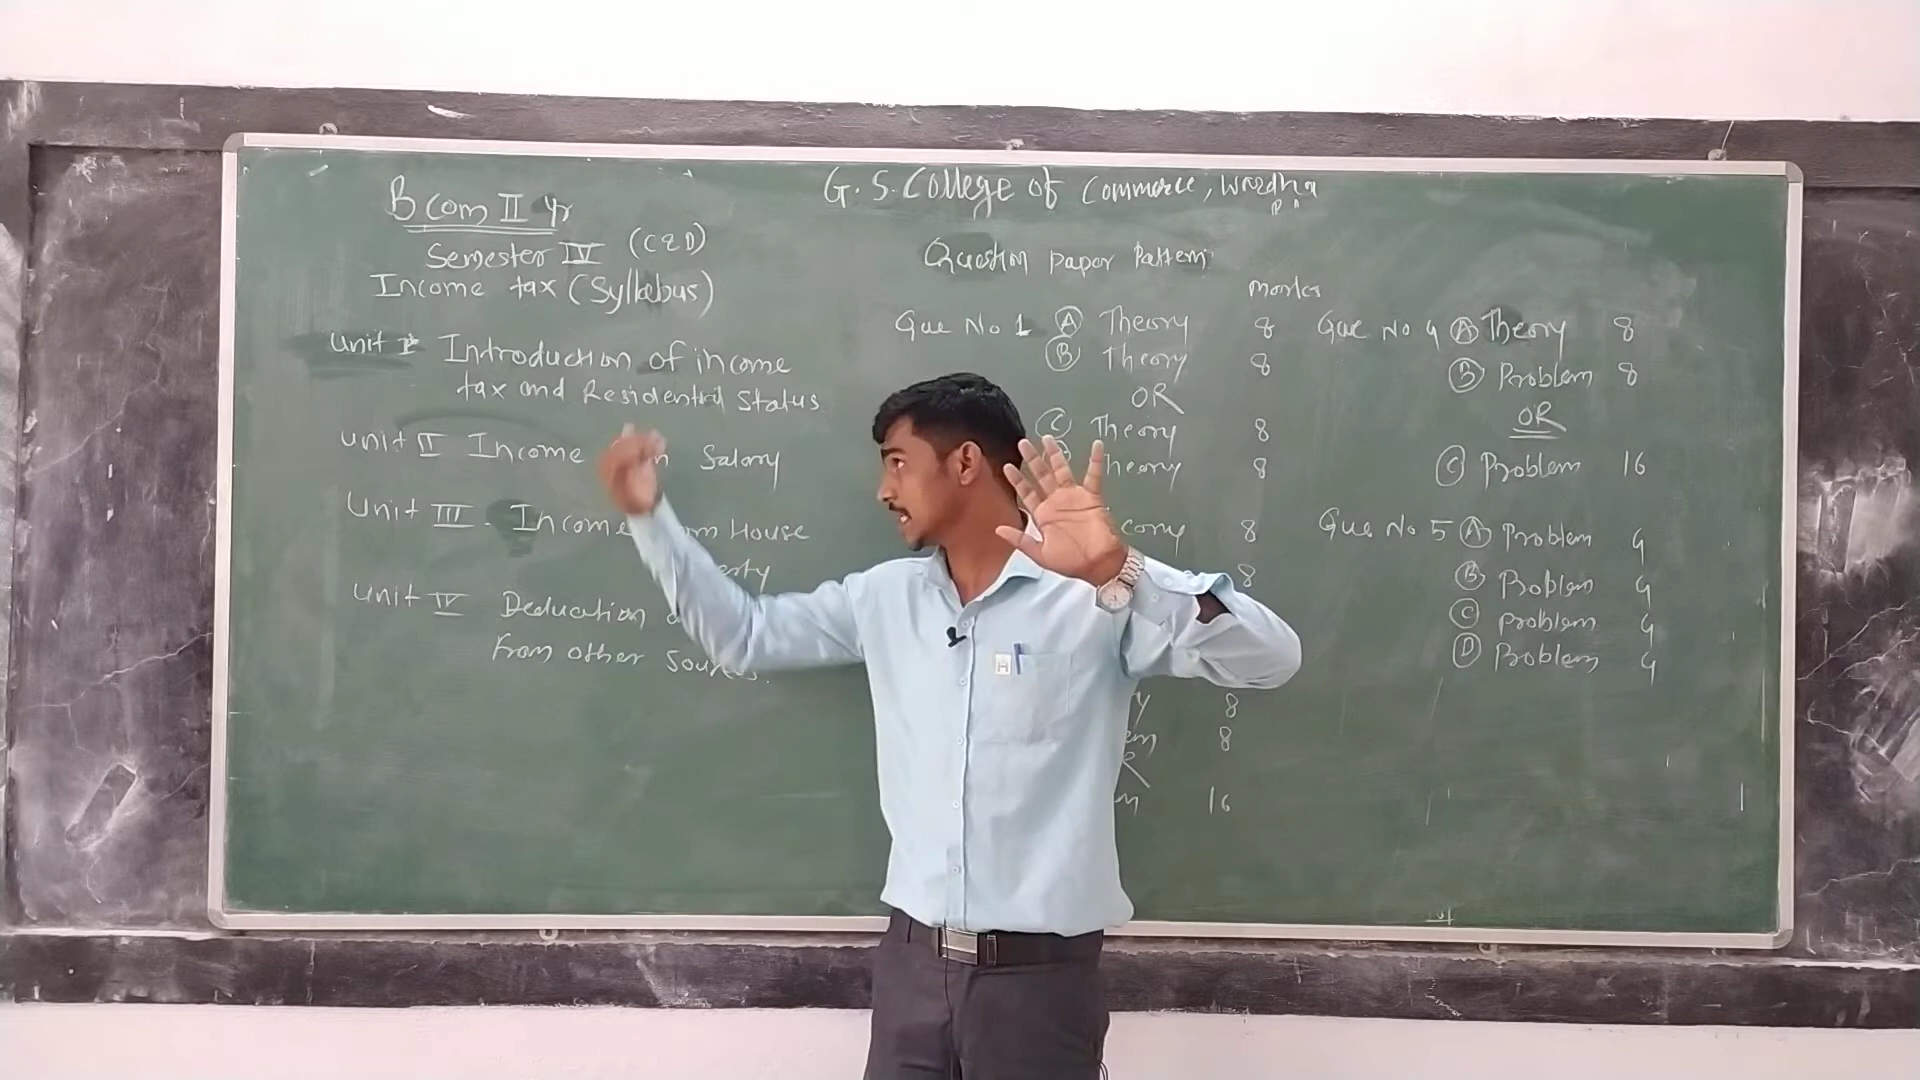 G. S. College of Commerce, Wardha
B Com II Yr
Semester IV (C & D)
Income tax (Syllabus)
Unit I Introduction of income
tax and Residential Status
Unit II Income Salary
Unit III - Income House
Unit IV Deduction
from other Sources.
Question paper Pattern
Marks
Que No 1 (A) Theory 8
(B) Theory 8
OR
(C) Theory 8
8
8
8
8
8
16
Que No 4 (A) Theory 8
(B) Problem 8
OR
(C) Problem 16
Que No 5 (A) Problem 4
(B) Problem 4
(C) Problem 4
(D) Problem 4